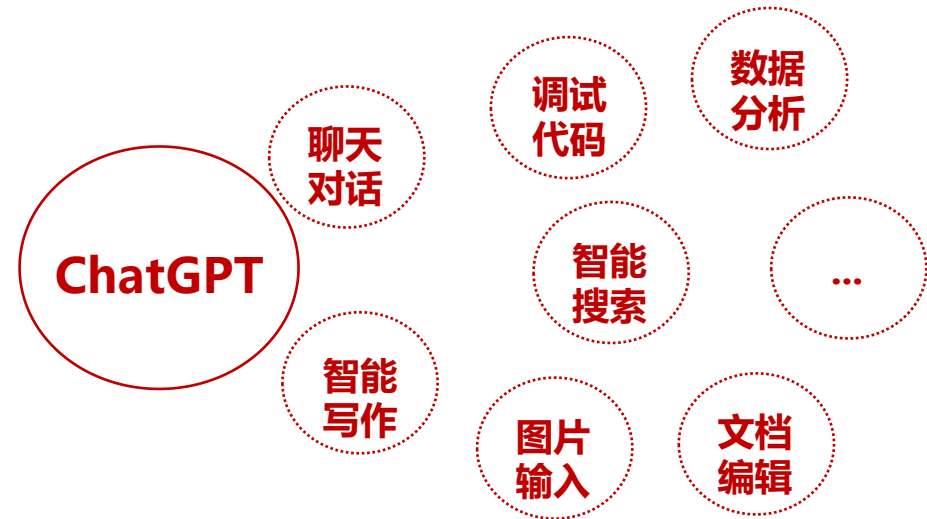 ChatGPT
聊天
对话
智能
写作
调试
代码
智能
搜索
图片
输入
数据
分析
...
文档
编辑